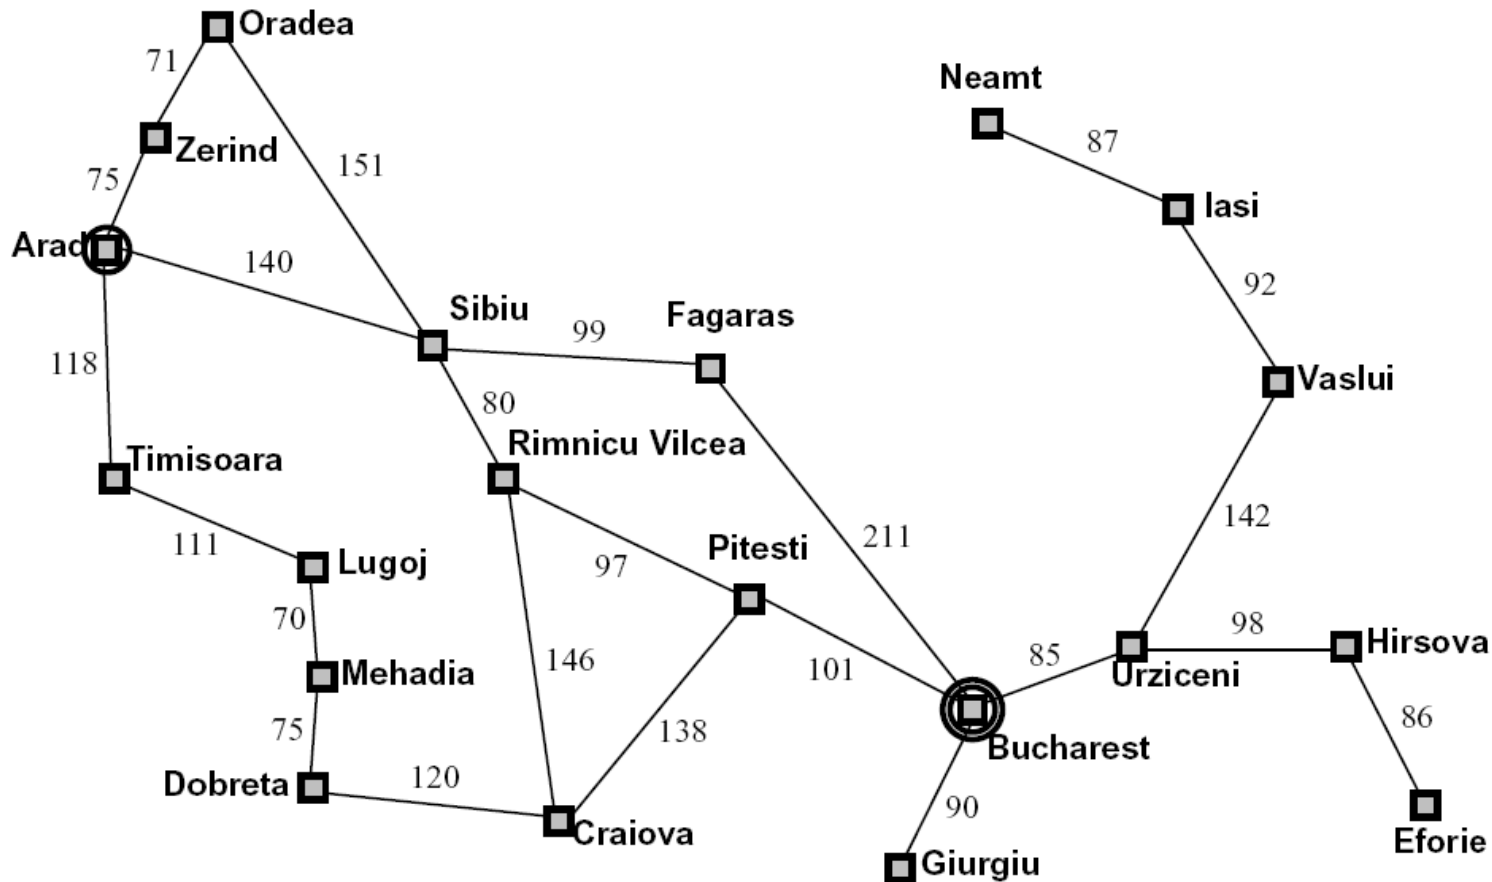 Oradea
71
Neamt
87
Zerind
151
75
Iasi
Arad
140
92
Sibiu
Fagaras
99
118
Vaslui
80
Rimnicu Vilcea
Timisoara
142
211
111
Pitesti
97
Lugoj
70
98
Hirsova
85
146
101
Mehadia
Urziceni
75
138
86
Bucharest
Dobreta
120
90
Craiova
Eforie
Giurgiu